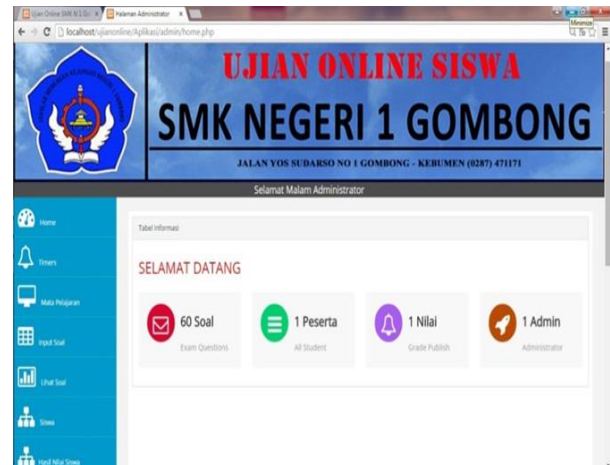 Ujian Online SMK N 1 Go
Halaman Administrator
Minimize
localhost/ujianonline/Aplikasi/admin/home.php
UJIAN ONLINE SISWA
SMK NEGERI 1 GOMBONG
JALAN YOS SUDARSO NO 1 GOMBONG - KEBUMEN (0287) 471171
Selamat Malam Administrator
Home
Timers
Mata Pelajaran
Input Soal
Lihat Soal
Siswa
Hasil Nilai Siswa
Tabel Informasi
SELAMAT DATANG
60 Soal
Exam Questions
1 Peserta
All Student
1 Nilai
Grade Publish
1 Admin
Administrator